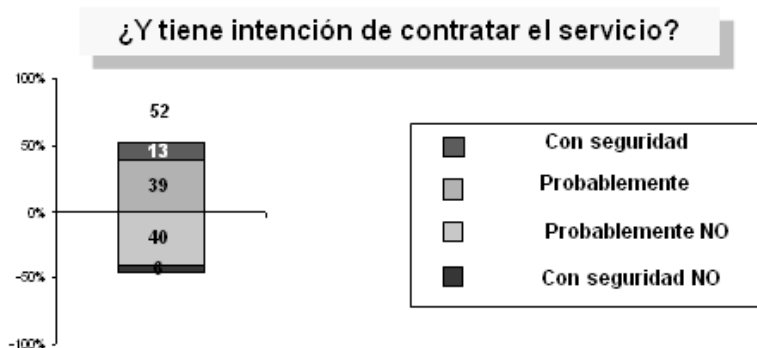 ¿Y tiene intención de contratar el servicio?
100%
52
50%
13
39
0%
40
6
-50%
-100%
Con seguridad
Probablemente
Probablemente NO
Con seguridad NO